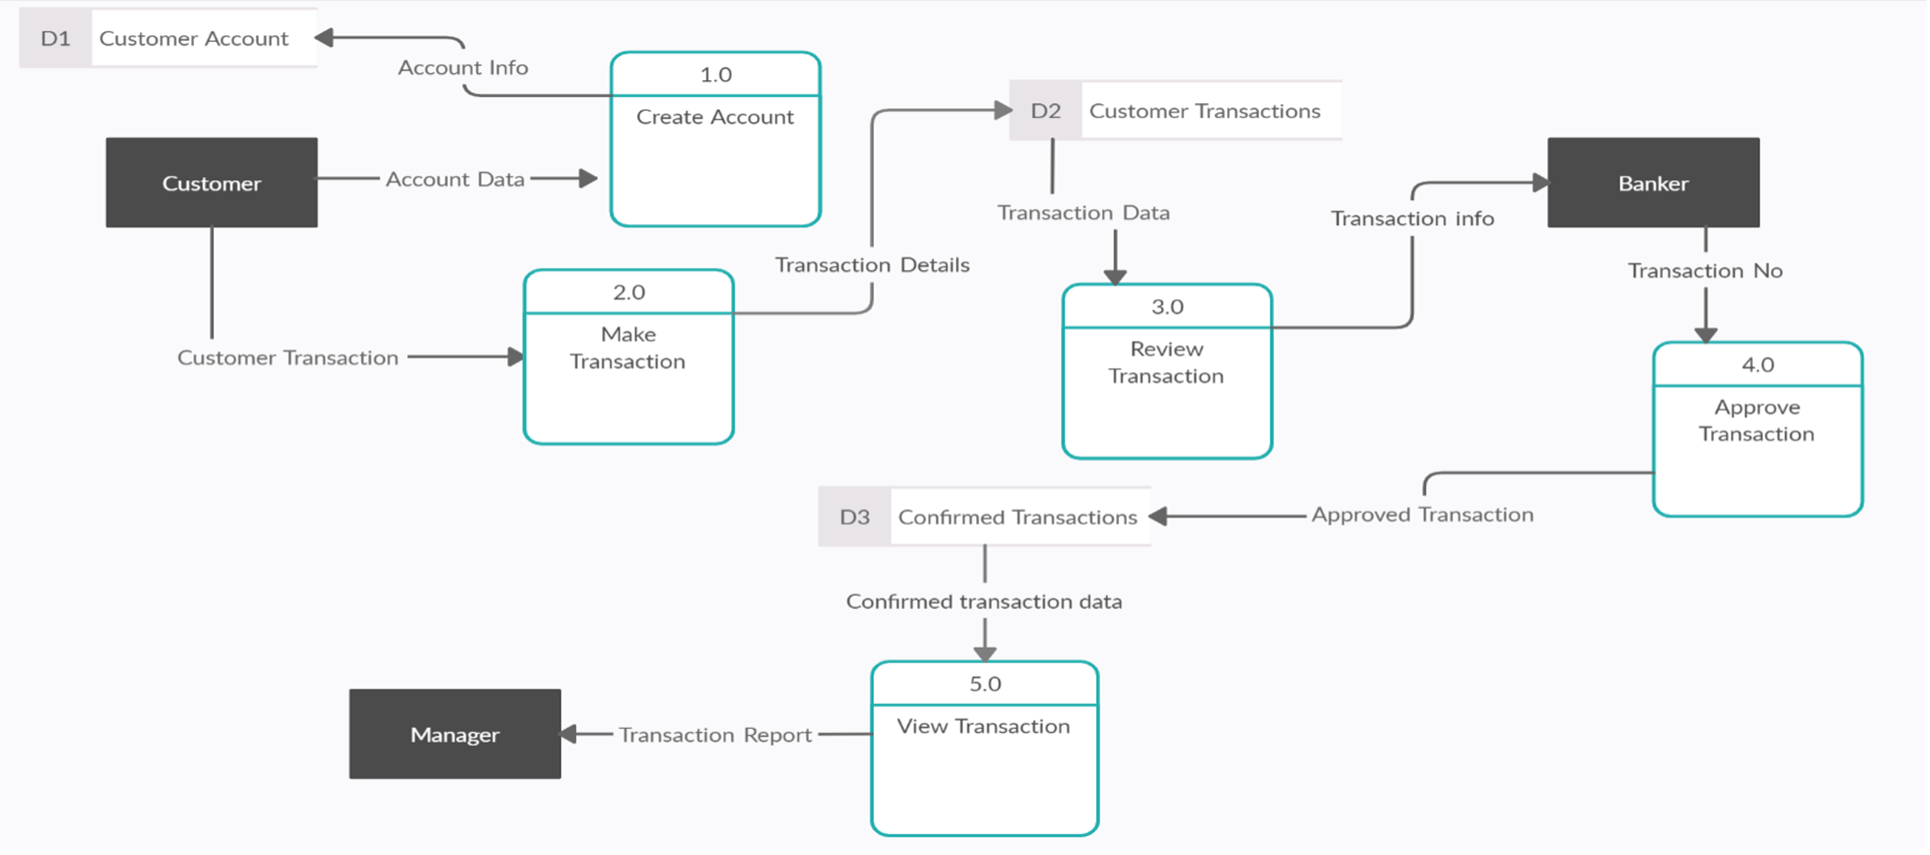 D1 Customer Account
Account Info
1.0
Create Account
Customer
Account Data
D2 Customer Transactions
Banker
Transaction Data
Transaction info
Transaction Details
Transaction No
2.0
Make
Transaction
Customer Transaction
3.0
Review
Transaction
4.0
Approve
Transaction
D3 Confirmed Transactions
Approved Transaction
Confirmed transaction data
5.0
View Transaction
Manager
Transaction Report